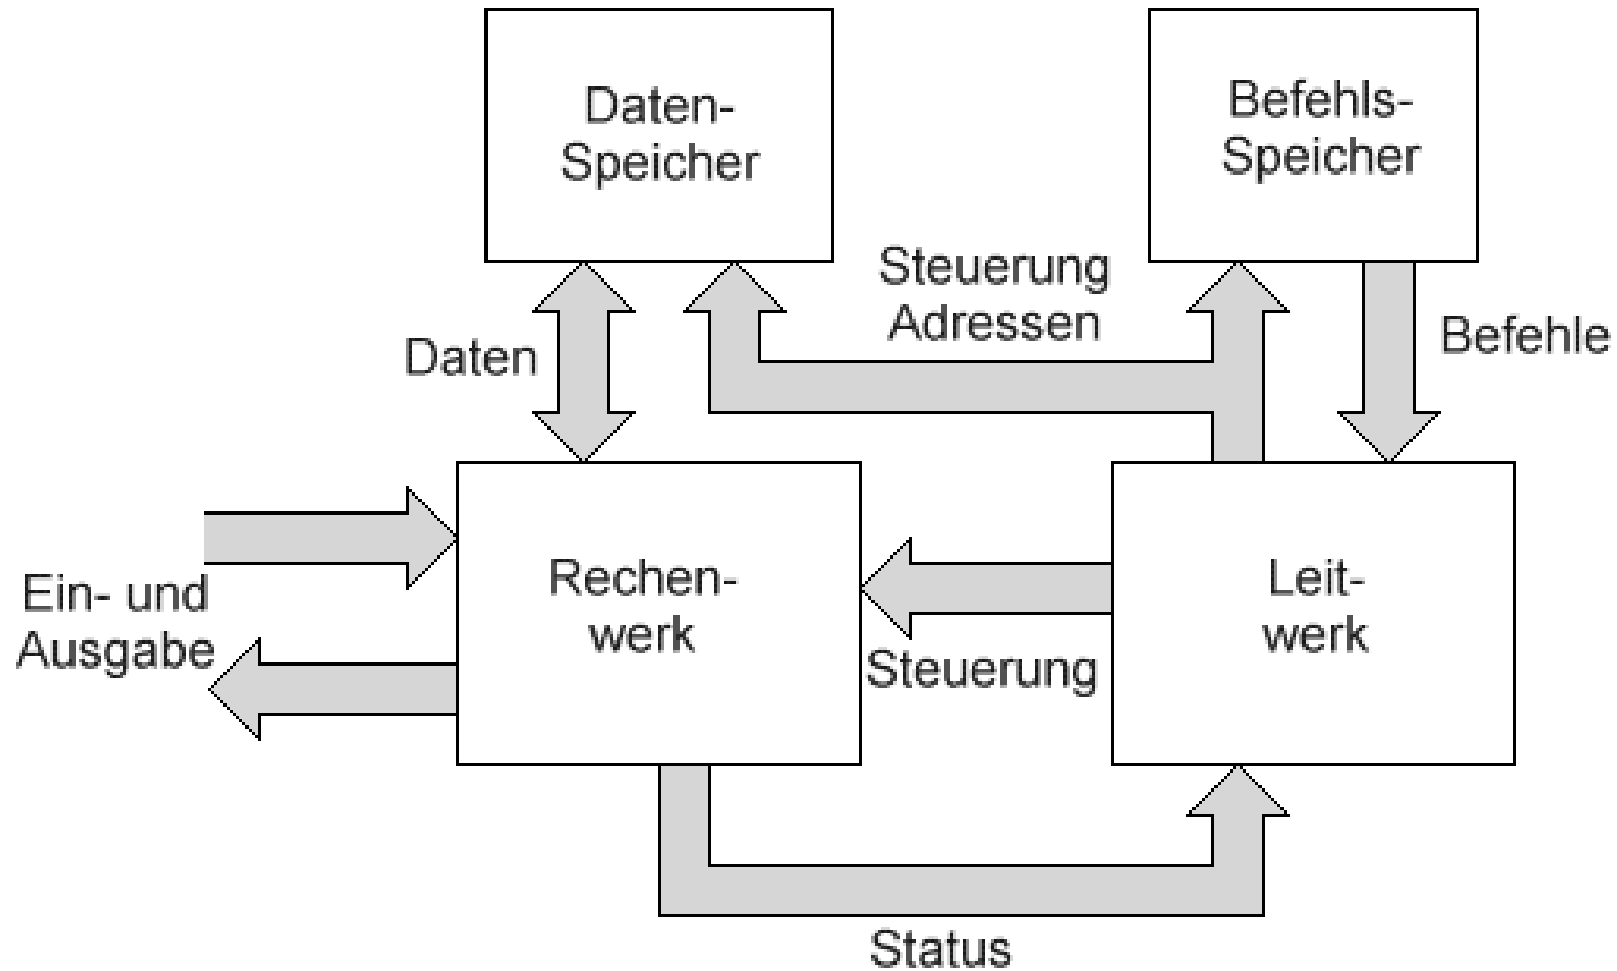 Daten-
Speicher
Befehls-
Speicher
Steuerung
Adressen
Daten
Befehle
Ein- und
Ausgabe
Rechen-
werk
Steuerung
Leit-
werk
Status